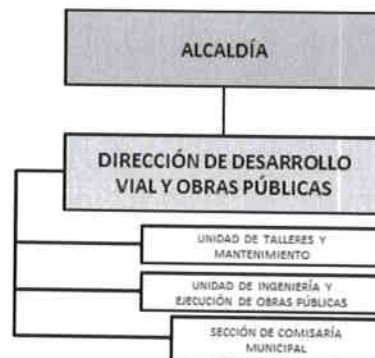 ALCALDÍA
DIRECCIÓN DE DESARROLLO
VIAL Y OBRAS PÚBLICAS
UNIDAD DE TALLERES Y
MANTENIMIENTO
UNIDAD DE INGENIERÍA Y
EJECUCIÓN DE OBRAS PÚBLICAS
SECCIÓN DE COMISARÍA
MUNICIPAL